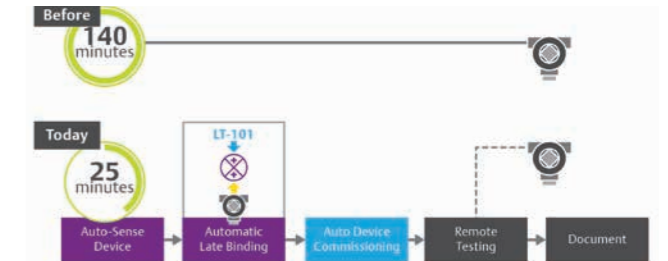 Before
140
minutes
Today
25
minutes
LT-101
Auto-Sense
Device
Automatic
Late Binding
Auto Device
Commissioning
Remote
Testing
Document